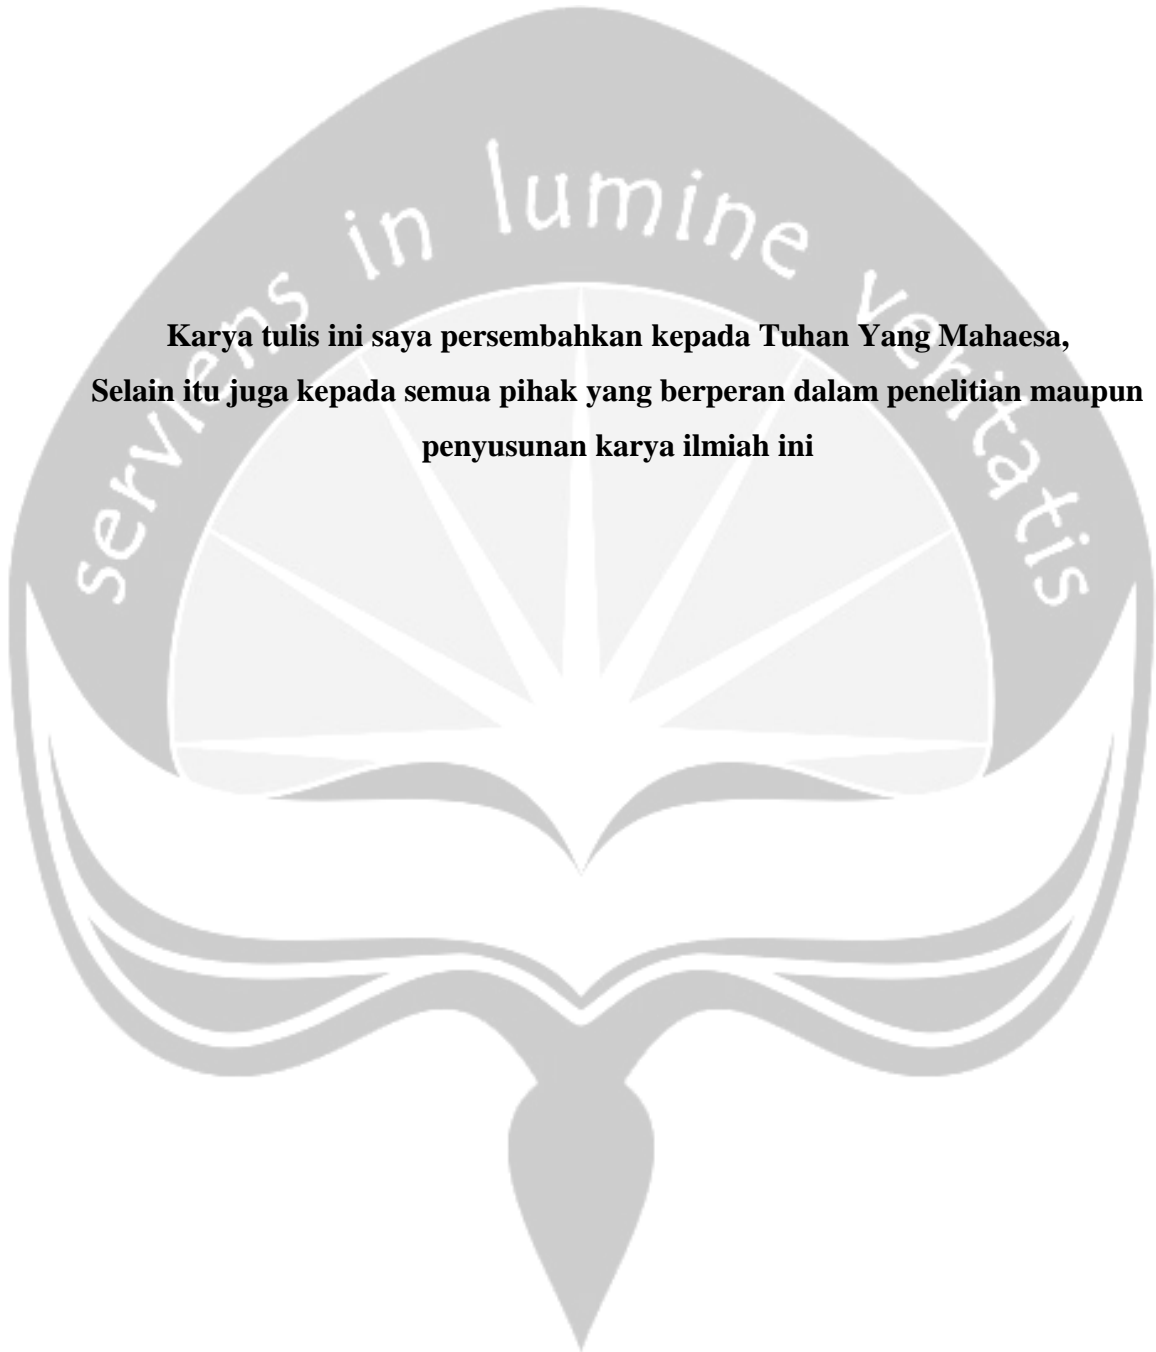 serviens in lumine veritatis
Karya tulis ini saya persembahkan kepada Tuhan Yang Mahaesa,
Selain itu juga kepada semua pihak yang berperan dalam penelitian maupun
penyusunan karya ilmiah ini